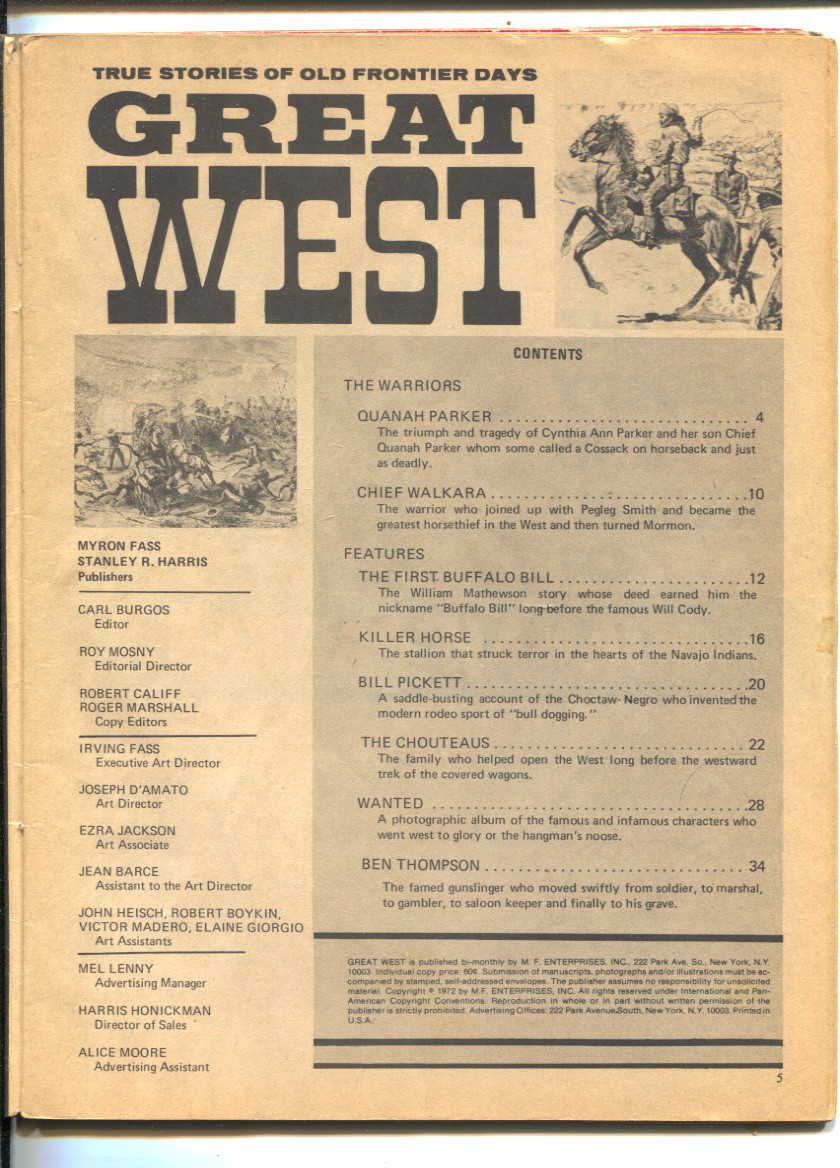 TRUE STORIES OF OLD FRONTIER DAYS
GREAT
WEST
MYRON FASS
STANLEY R. HARRIS
Publishers
CARL BURGOS
Editor
ROY MOSNY
Editorial Director
ROBERT CALIFF
ROGER MARSHALL
Copy Editors
IRVING FASS
Executive Art Director
JOSEPH D'AMATO
Art Director
EZRA JACKSON
Art Associate
JEAN BARCE
Assistant to the Art Director
JOHN HEISCH, ROBERT BOYKIN,
VICTOR MADERO, ELAINE GIORGIO
Art Assistants
MEL LENNY
Advertising Manager
HARRIS HONICKMAN
Director of Sales
ALICE MOORE
Advertising Assistant
CONTENTS
THE WARRIORS
QUANAH PARKER .............................. 4
The triumph and tragedy of Cynthia Ann Parker and her son Chief
Quanah Parker whom some called a Cossack on horseback and just
as deadly.
CHIEF WALKARA ...............................10
The warrior who joined up with Pegleg Smith and became the
greatest horsethief in the West and then turned Mormon.
FEATURES
THE FIRST BUFFALO BILL .......................12
The William Mathewson story whose deed earned him the
nickname "Buffalo Bill" long before the famous Will Cody.
KILLER HORSE ................................16
The stallion that struck terror in the hearts of the Navajo Indians.
BILL PICKETT ..................................20
A saddle-busting account of the Choctaw-Negro who invented the
modern rodeo sport of "bull dogging."
THE CHOUTEAUS .............................. 22
The family who helped open the West long before the westward
trek of the covered wagons.
WANTED ......................................28
A photographic album of the famous and infamous characters who
went west to glory or the hangman's noose.
BEN THOMPSON ............................... 34
The famed gunslinger who moved swiftly from soldier, to marshal,
to gambler, to saloon keeper and finally to his grave.
GREAT WEST is published bi-monthly by M. F. ENTERPRISES, INC., 222 Park Ave. So., New York, N.Y.
10003. Individual copy price: 60¢. Submission of manuscripts, photographs and/or illustrations must be ac-
companied by stamped, self-addressed envelopes. The publisher assumes no responsibility for unsolicited
material. Copyright © 1972 by M.F. ENTERPRISES, INC. All rights reserved under International and Pan-
American Copyright Conventions. Reproduction in whole or in part without written permission of the
publisher is strictly prohibited. Advertising Offices: 222 Park Avenue South, New York, N.Y. 10003. Printed in
U.S.A.
5